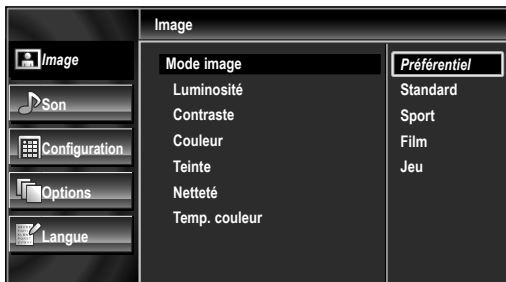 Image
Image
Son
Configuration
Options
Langue
Mode image
Luminosité
Contraste
Couleur
Teinte
Netteté
Temp. couleur
Préférentiel
Standard
Sport
Film
Jeu